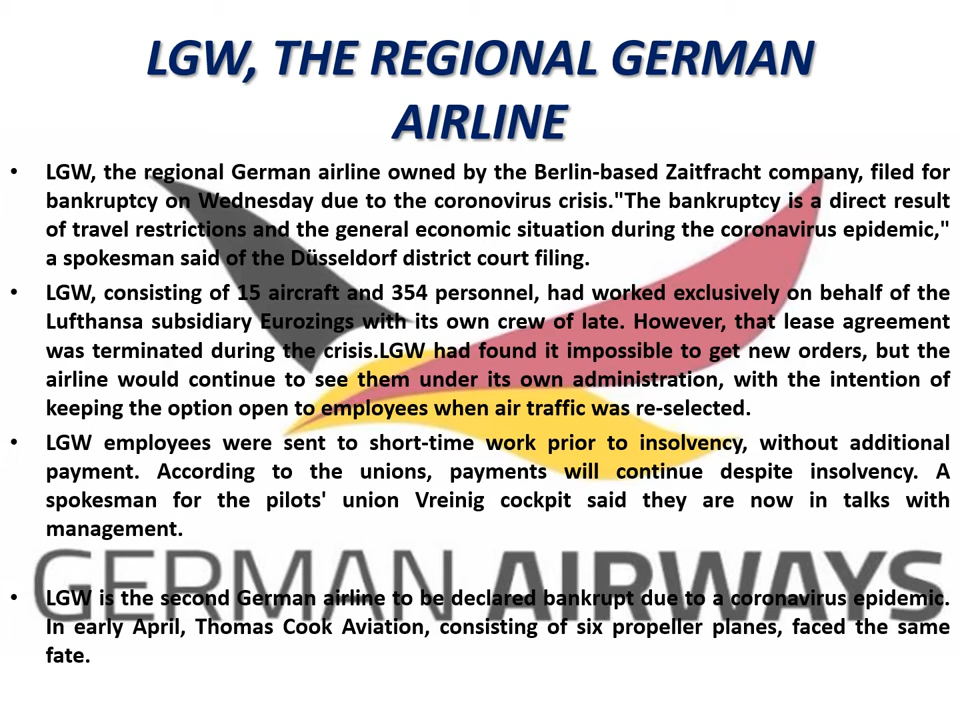 LGW, THE REGIONAL GERMAN
AIRLINE
• LGW, the regional German airline owned by the Berlin-based Zaitfracht company, filed for
bankruptcy on Wednesday due to the coronovirus crisis."The bankruptcy is a direct result
of travel restrictions and the general economic situation during the coronavirus epidemic,"
a spokesman said of the Düsseldorf district court filing.
• LGW, consisting of 15 aircraft and 354 personnel, had worked exclusively on behalf of the
Lufthansa subsidiary Eurozings with its own crew of late. However, that lease agreement
was terminated during the crisis.LGW had found it impossible to get new orders, but the
airline would continue to see them under its own administration, with the intention of
keeping the option open to employees when air traffic was re-selected.
• LGW employees were sent to short-time work prior to insolvency, without additional
payment. According to the unions, payments will continue despite insolvency. A
spokesman for the pilots' union Vreinig cockpit said they are now in talks with
management.
GERMAN AIRWAYS
• LGW is the second German airline to be declared bankrupt due to a coronavirus epidemic.
In early April, Thomas Cook Aviation, consisting of six propeller planes, faced the same
fate.